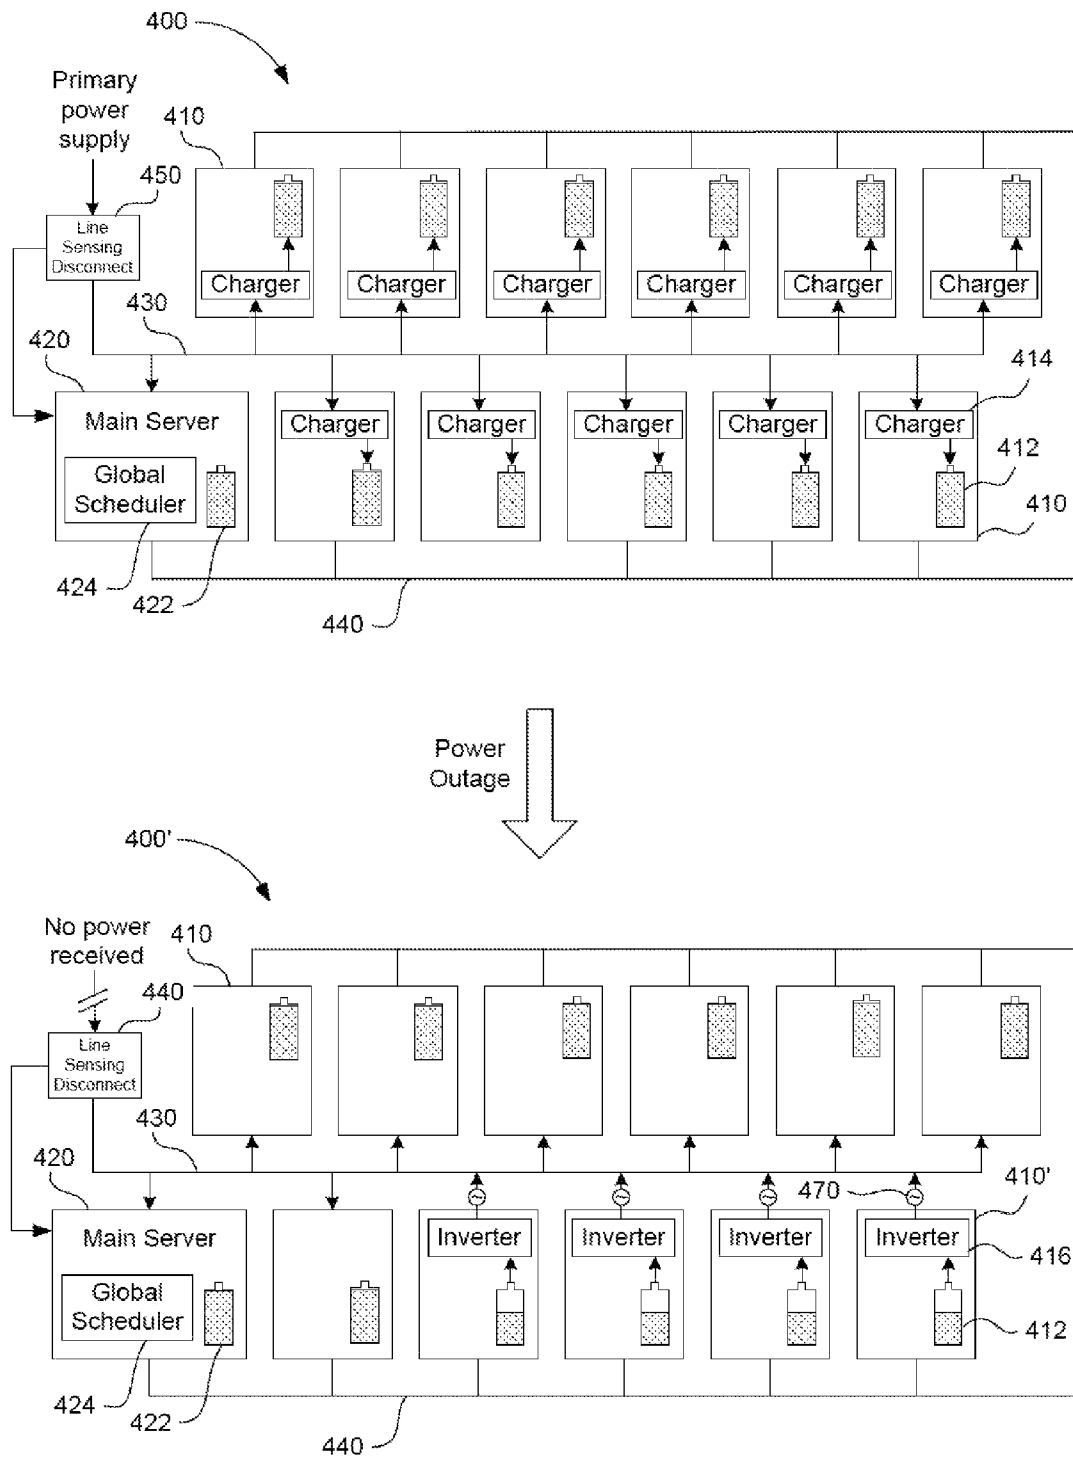 400
Primary
power
supply
410
450
Line
Sensing
Disconnect
Charger
Charger
Charger
Charger
Charger
Charger
430
420
414
Main Server
Charger
Charger
Charger
Charger
Charger
412
Global
Scheduler
410
424
422
440
Power
Outage
400'
No power
received
410
440
Line
Sensing
Disconnect
430
420
470
410'
Main Server
Inverter
Inverter
Inverter
Inverter
416
Global
Scheduler
412
424
422
440